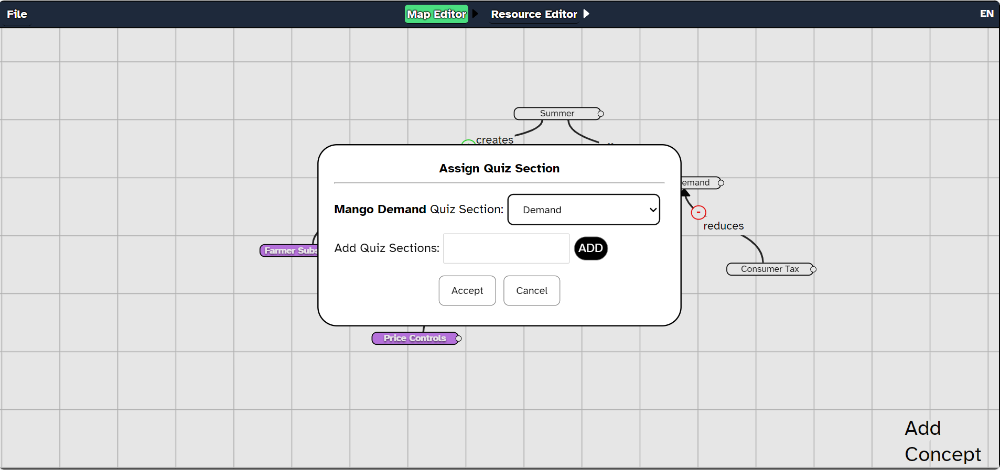 File
Map Editor
Resource Editor
EN
Summer
creates
Assign Quiz Section
emand
Mango Demand Quiz Section: Demand
-
reduces
Add Quiz Sections: ADD
Farmer Subs
Consumer Tax
Accept
Cancel
Price Controls
Add
Concept